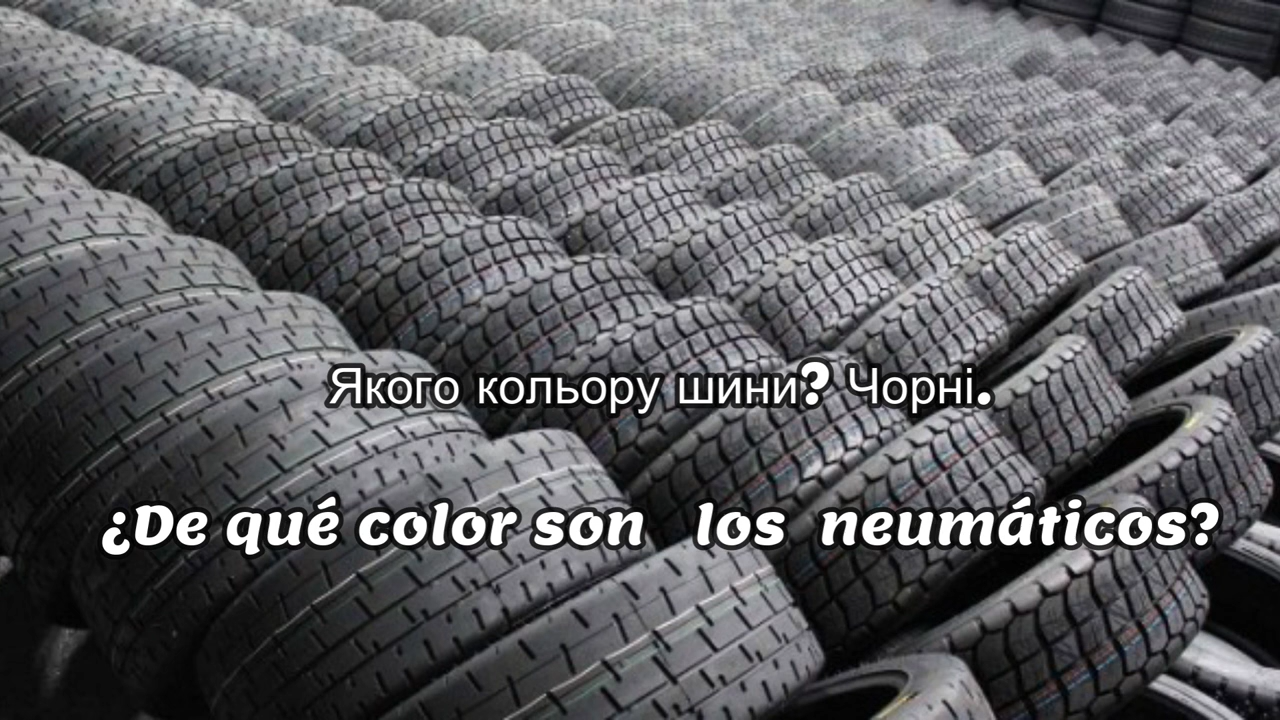 Якого кольору шини? Чорні.
¿De qué color son los neumáticos?